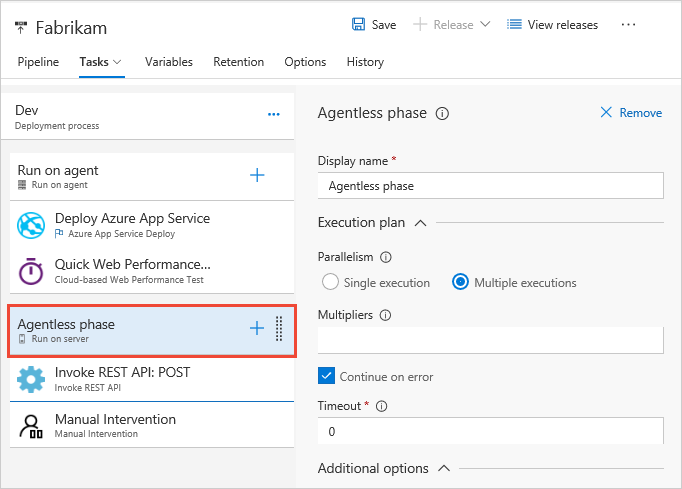 Fabrikam
Save
Release
View releases
Pipeline Tasks Variables Retention Options History
Dev
Deployment process
Run on agent
Run on agent
Deploy Azure App Service
Azure App Service Deploy
Quick Web Performance...
Cloud-based Web Performance Test
Agentless phase
Run on server
Invoke REST API: POST
Invoke REST API
Manual Intervention
Manual Intervention
Agentless phase
Remove
Display name *
Agentless phase
Execution plan
Parallelism
Single execution Multiple executions
Multipliers
Continue on error
Timeout *
0
Additional options